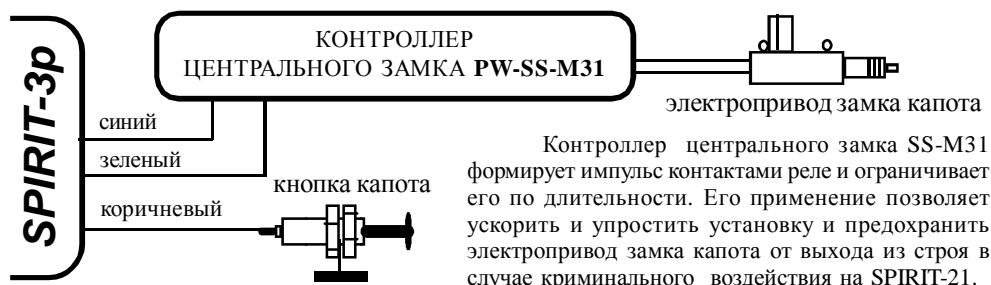 SPIRIT-3p
КОНТРОЛЛЕР
ЦЕНТРАЛЬНОГО ЗАМКА PW-SS-M31
электропривод замка капота
синий
зеленый
коричневый
кнопка капота
Контроллер центрального замка SS-M31
формирует импульс контактами реле и ограничивает
его по длительности. Его применение позволяет
ускорить и упростить установку и предохранить
электропривод замка капота от выхода из строя в
случае криминального воздействия на SPIRIT-21.